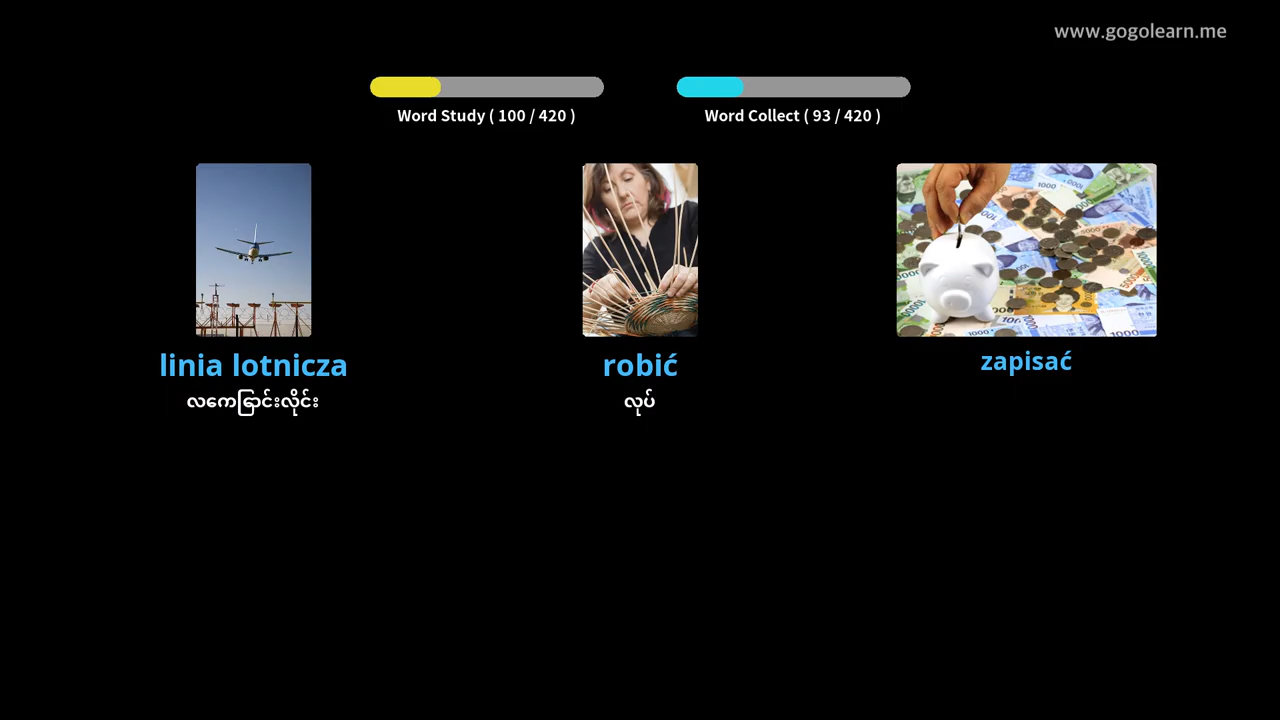 www.gogolearn.me
Word Study ( 100 / 420 )
Word Collect ( 93 / 420 )
linia lotnicza
robić
zapisać
လကြောင်းလိုင်း
လုပ်